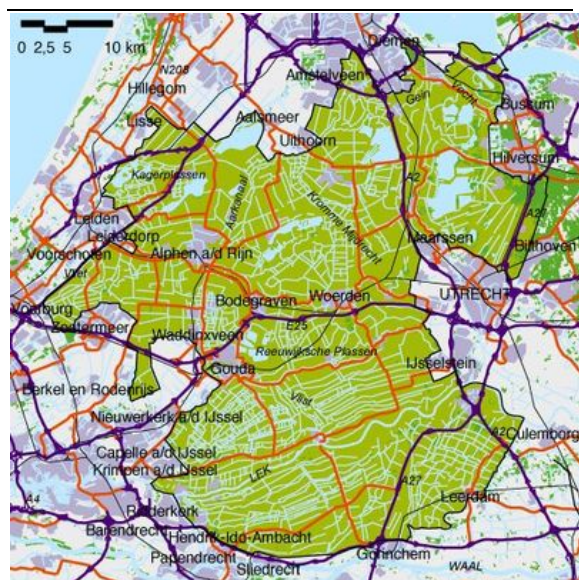 0 2,5 5 10 km
Diemen
N208
Amstelveen
Hillegom
Gein
Vecht
Bussum
Lisse
Aalsmeer
Uithoorn
Hilversum
Kagerplassen
Aarkanaal
A2
Kromme Mijdrecht
A27
Leiden
Leiderdorp
Maarssen
Bilthoven
Voorschoten
Alphen a/d Rijn
Vliet
Bodegraven
Woerden
UTRECHT
Voorburg
Zoetermeer
E25
Waddinxveen
Reeuwijksche Plassen
Gouda
IJsselstein
Berkel en Rodenrijs
Vlist
Nieuwerkerk a/d IJssel
A2
Culemborg
Capelle a/d IJssel
Krimpen a/d IJssel
LEK
A27
Leerdam
A4
Ridderkerk
Barendrecht
Hendrik-Ido-Ambacht
Papendrecht
Gorinchem
Sliedrecht
WAAL